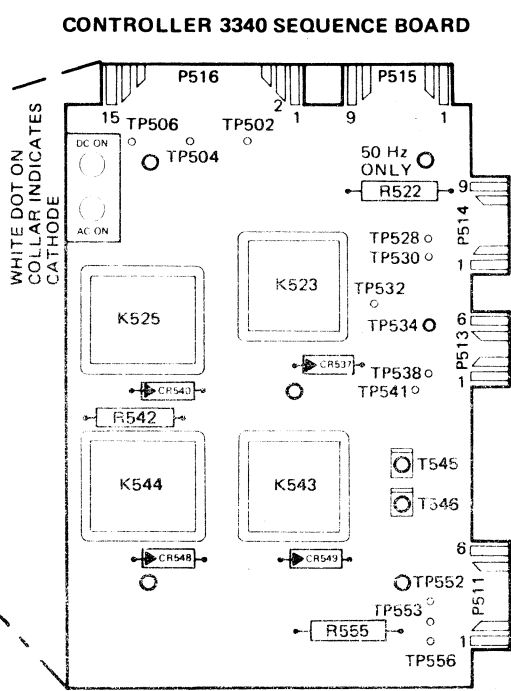 CONTROLLER 3340 SEQUENCE BOARD
P516
P515
15
2
1
9
1
TP506
TP502
TP504
DC ON
AC ON
WHITE DOT ON
COLLAR INDICATES
CATHODE
50 Hz
ONLY
R522
9
P514
1
TP528
TP530
K523
K525
TP532
TP534
6
P513
1
CR537
TP538
TP541
CR540
R542
K544
K543
T545
T546
CR548
CR549
6
P511
1
TP552
TP553
R555
TP556